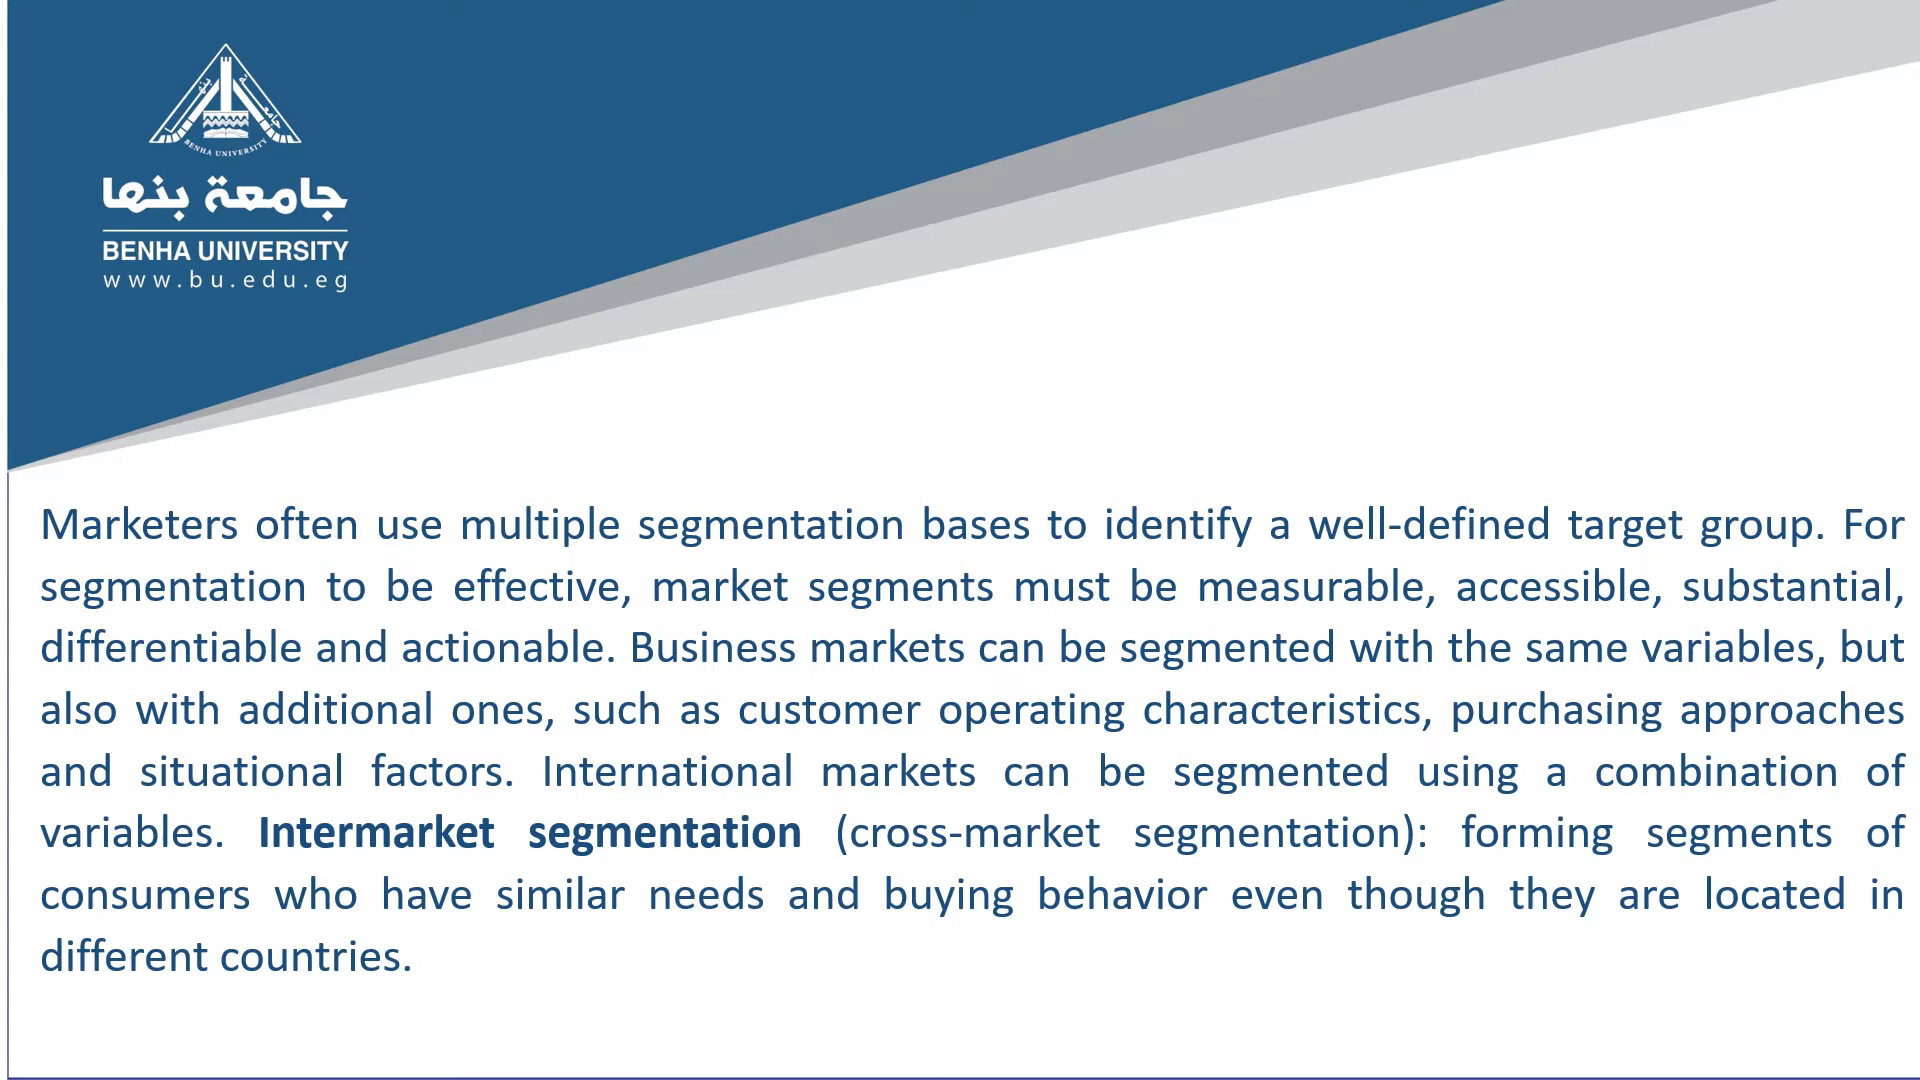 بنها
جامعة
BENHA UNIVERSITY
جامعة بنها
BENHA UNIVERSITY
www.bu.edu.eg
Marketers often use multiple segmentation bases to identify a well-defined target group. For
segmentation to be effective, market segments must be measurable, accessible, substantial,
differentiable and actionable. Business markets can be segmented with the same variables, but
also with additional ones, such as customer operating characteristics, purchasing approaches
and situational factors. International markets can be segmented using a combination of
variables. Intermarket segmentation (cross-market segmentation): forming segments of
consumers who have similar needs and buying behavior even though they are located in
different countries.